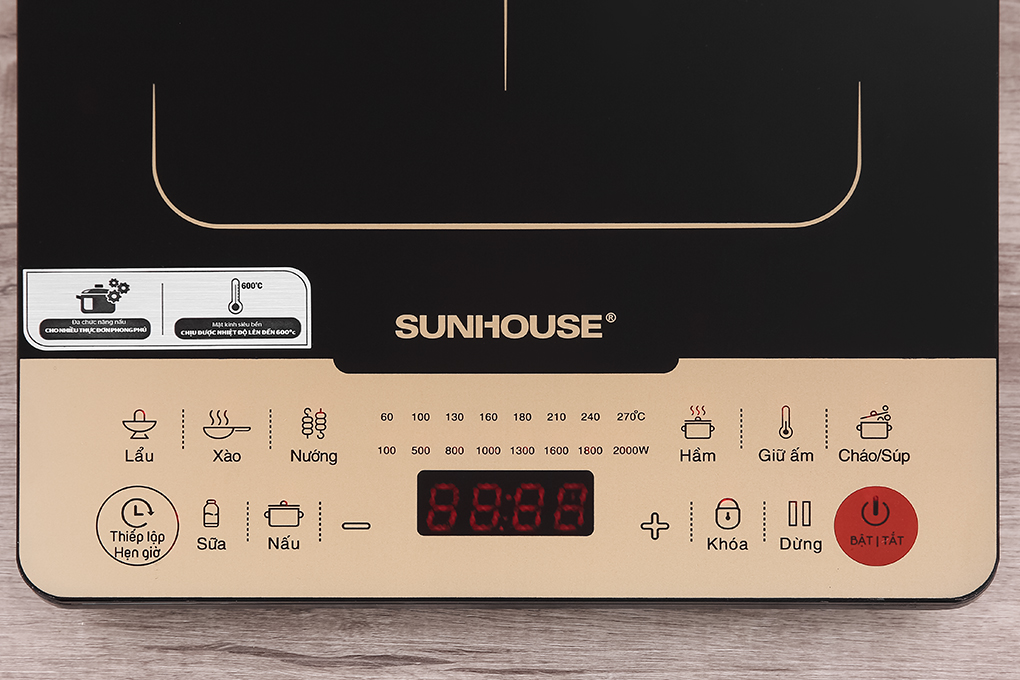 600°C
Đa chức năng nấu
CHO NHIỀU THỰC ĐƠN PHONG PHÚ
Mặt kính siêu bền
CHỊU ĐƯỢC NHIỆT ĐỘ LÊN ĐẾN 600°C
SUNHOUSE®
60 100 130 160 180 210 240 270°C
Lẩu Xào Nướng
100 500 800 1000 1300 1600 1800 2000W
Hầm Giữ ấm Cháo/Súp
Thiếp lập
Hẹn giờ
Sữa Nấu
88:88
Khóa Dừng
BẬT | TẮT